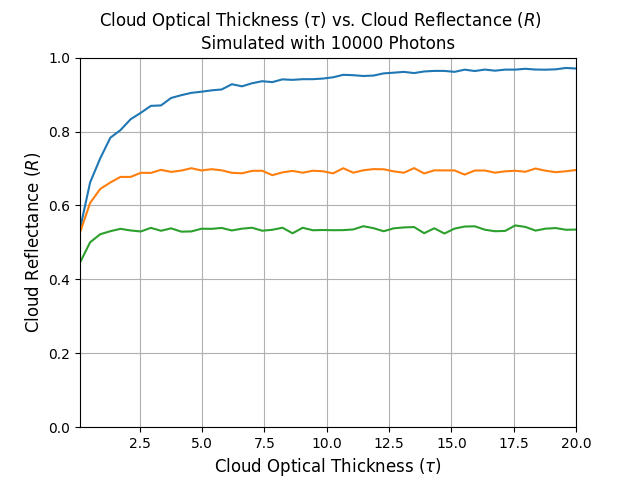 Cloud Optical Thickness (τ) vs. Cloud Reflectance (R)
Simulated with 10000 Photons
1.0
0.8
0.6
0.4
0.2
0.0
Cloud Reflectance (R)
2.5 5.0 7.5 10.0 12.5 15.0 17.5 20.0
Cloud Optical Thickness (τ)